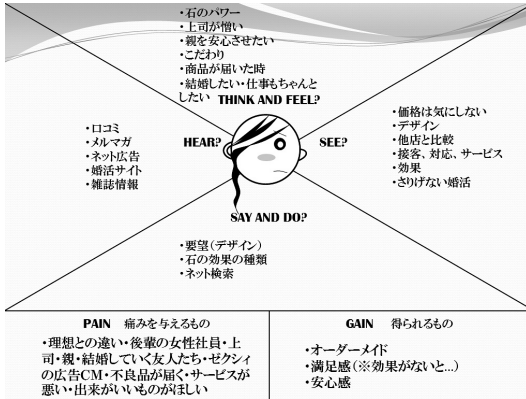 ・石のパワー
・上司が憎い
・親を安心させたい
・こだわり
・商品が届いた時
・結婚したい・仕事もちゃんと
したい THINK AND FEEL?
・口コミ
・メルマガ
・ネット広告
・婚活サイト
・雑誌情報
HEAR?
SEE?
・価格は気にしない
・デザイン
・他店と比較
・接客、対応、サービス
・効果
・さりげない婚活
SAY AND DO?
・要望(デザイン)
・石の効果の種類
・ネット検索
PAIN 痛みを与えるもの
・理想との違い・後輩の女性社員・上
司・親・結婚していく友人たち・ゼクシィ
の広告CM・不良品が届く・サービスが
悪い・出来がいいものがほしい
GAIN 得られるもの
・オーダーメイド
・満足感(※効果がないと...)
・安心感